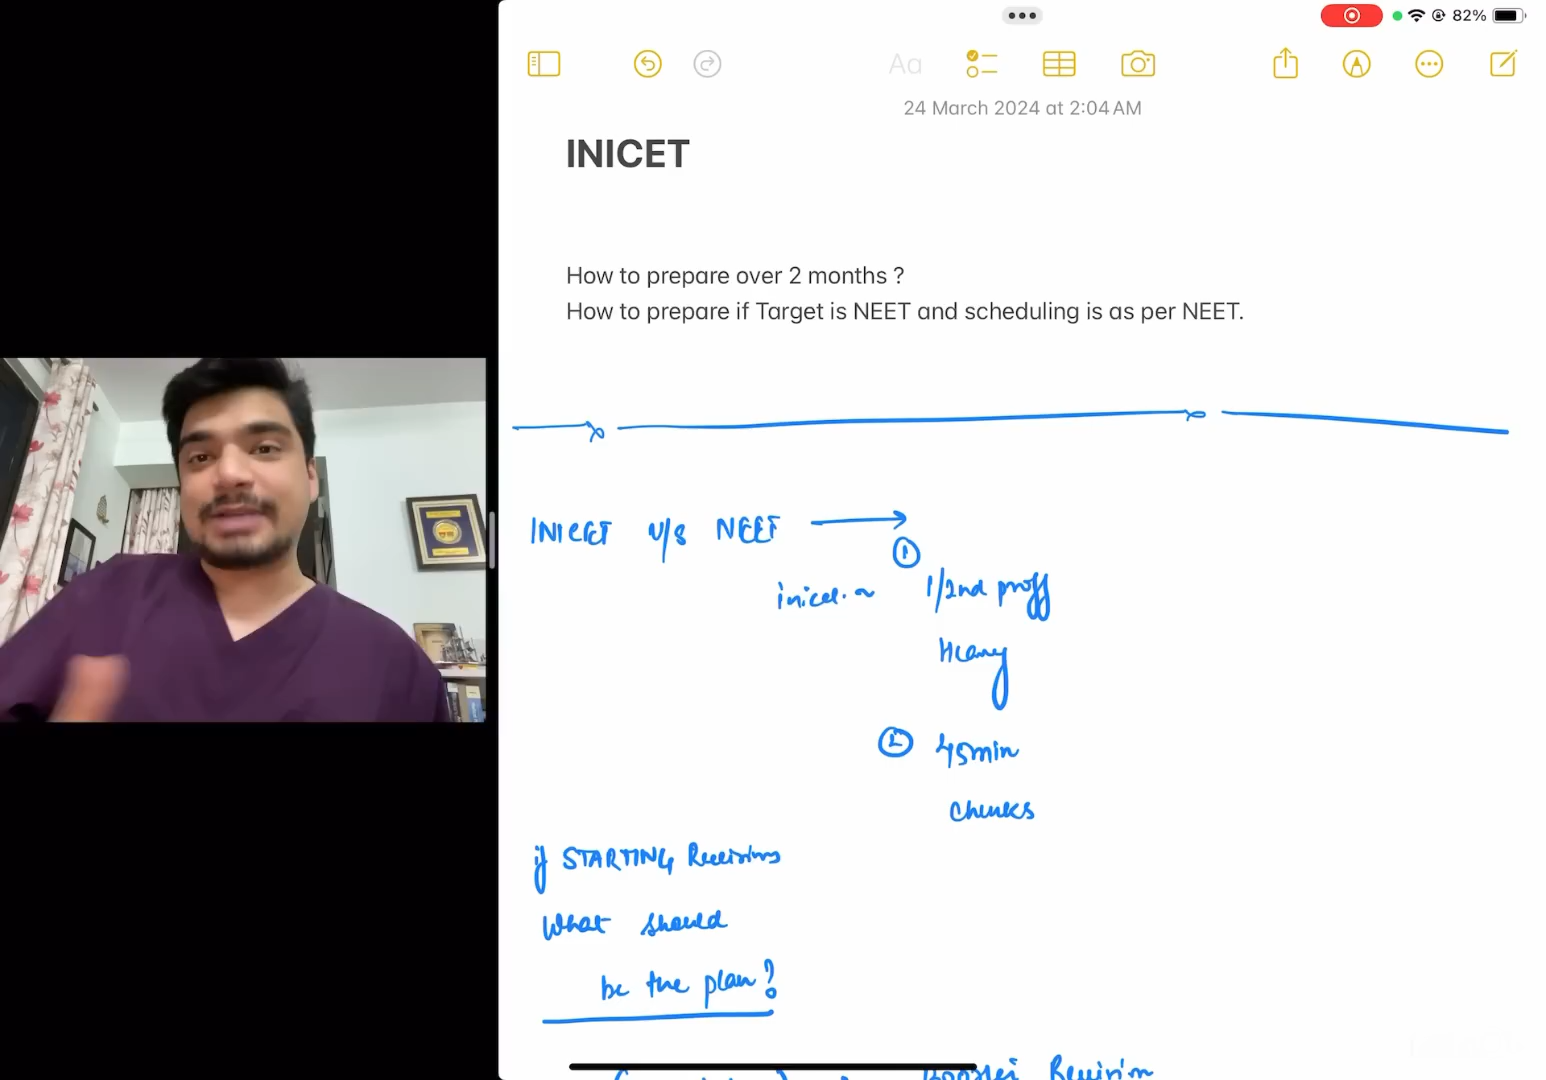 82%
Aa
24 March 2024 at 2:04 AM
INICET
How to prepare over 2 months ?
How to prepare if Target is NEET and scheduling is as per NEET.
INICET v/s NEET →
①
inicet ~ 1/2nd proff
Heavy
② 45min
Chunks
if STARTING Revisions
What should
be the plan?
Revision